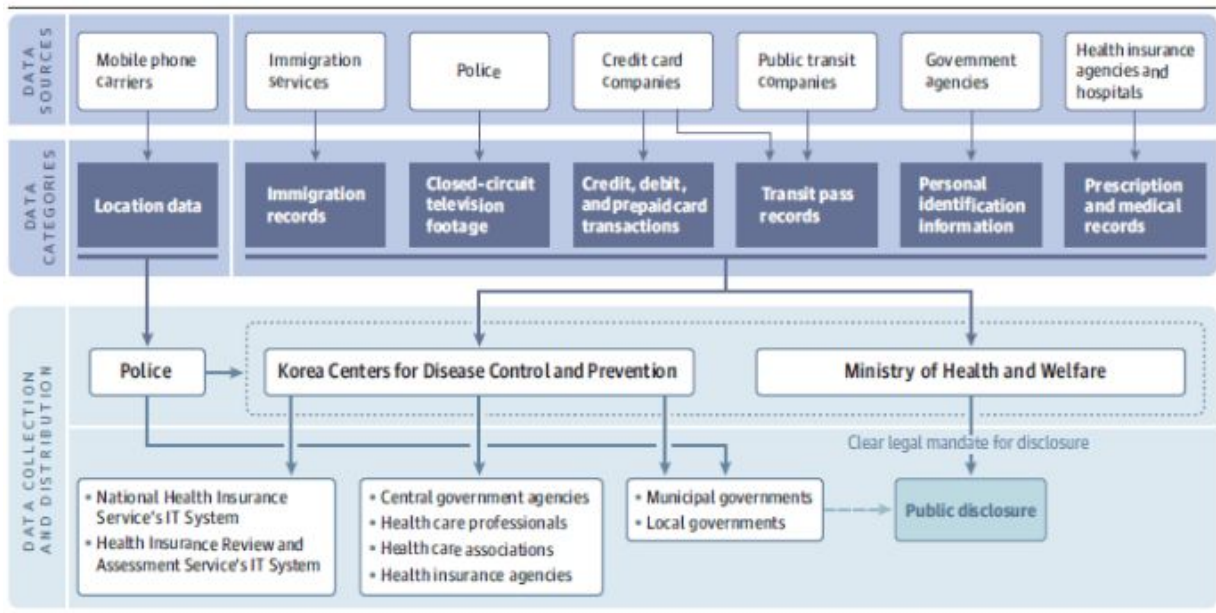 DATA SOURCES
Mobile phone
carriers
Immigration
services
Police
Credit card
companies
Public transit
companies
Government
agencies
Health insurance
agencies and
hospitals
DATA CATEGORIES
Location data
Immigration
records
Closed-circuit
television
footage
Credit, debit,
and prepaid card
transactions
Transit pass
records
Personal
identification
information
Prescription
and medical
records
DATA COLLECTION
AND DISTRIBUTION
Police
Korea Centers for Disease Control and Prevention
Ministry of Health and Welfare
Clear legal mandate for disclosure
• National Health Insurance
Service's IT System
• Health Insurance Review and
Assessment Service's IT System
• Central government agencies
• Health care professionals
• Health care associations
• Health insurance agencies
• Municipal governments
• Local governments
Public disclosure